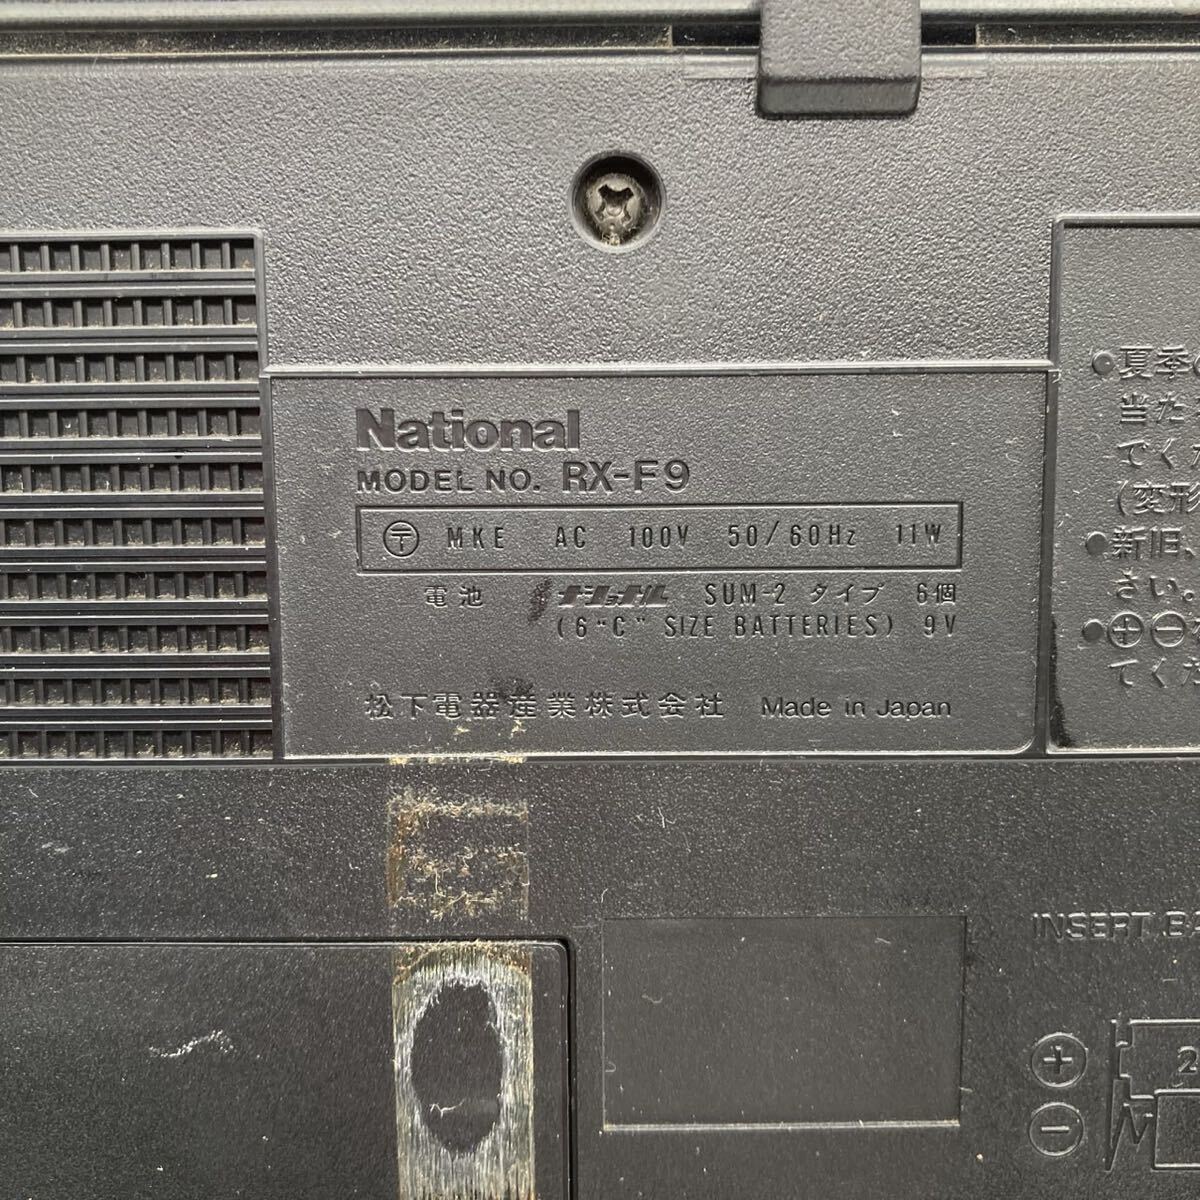 National
MODEL NO. RX-F9
〒 MKE AC 100V 50/60Hz 11W
電池 ナショナル SUM-2 タイプ 6個
(6 "C" SIZE BATTERIES) 9V
松下電器産業株式会社 Made in Japan
●夏季
当た
でくだ
(変形
●新旧、
さい。
●⊕⊖
てくだ
INSERT BA
⊕
2
⊖